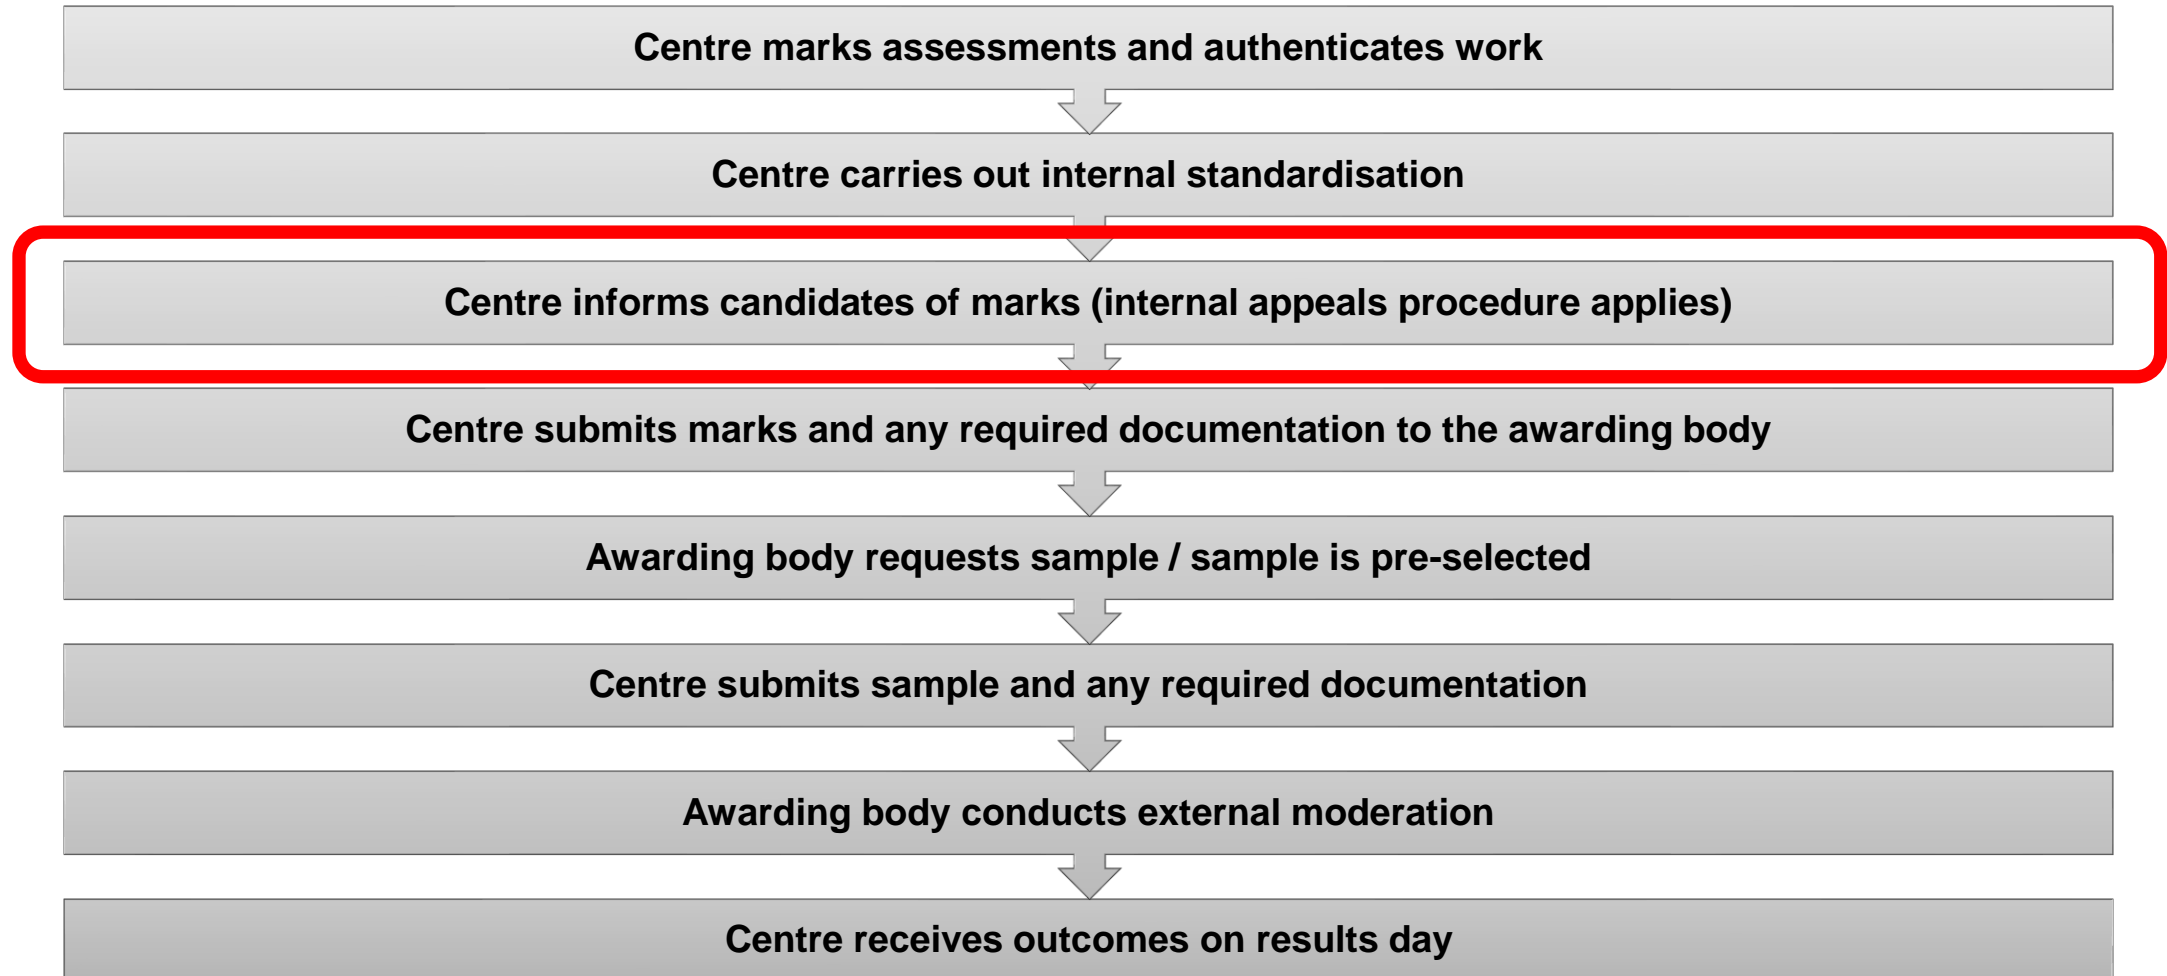 Centre marks assessments and authenticates work
Centre carries out internal standardisation
Centre informs candidates of marks (internal appeals procedure applies)
Centre submits marks and any required documentation to the awarding body
Awarding body requests sample / sample is pre-selected
Centre submits sample and any required documentation
Awarding body conducts external moderation
Centre receives outcomes on results day